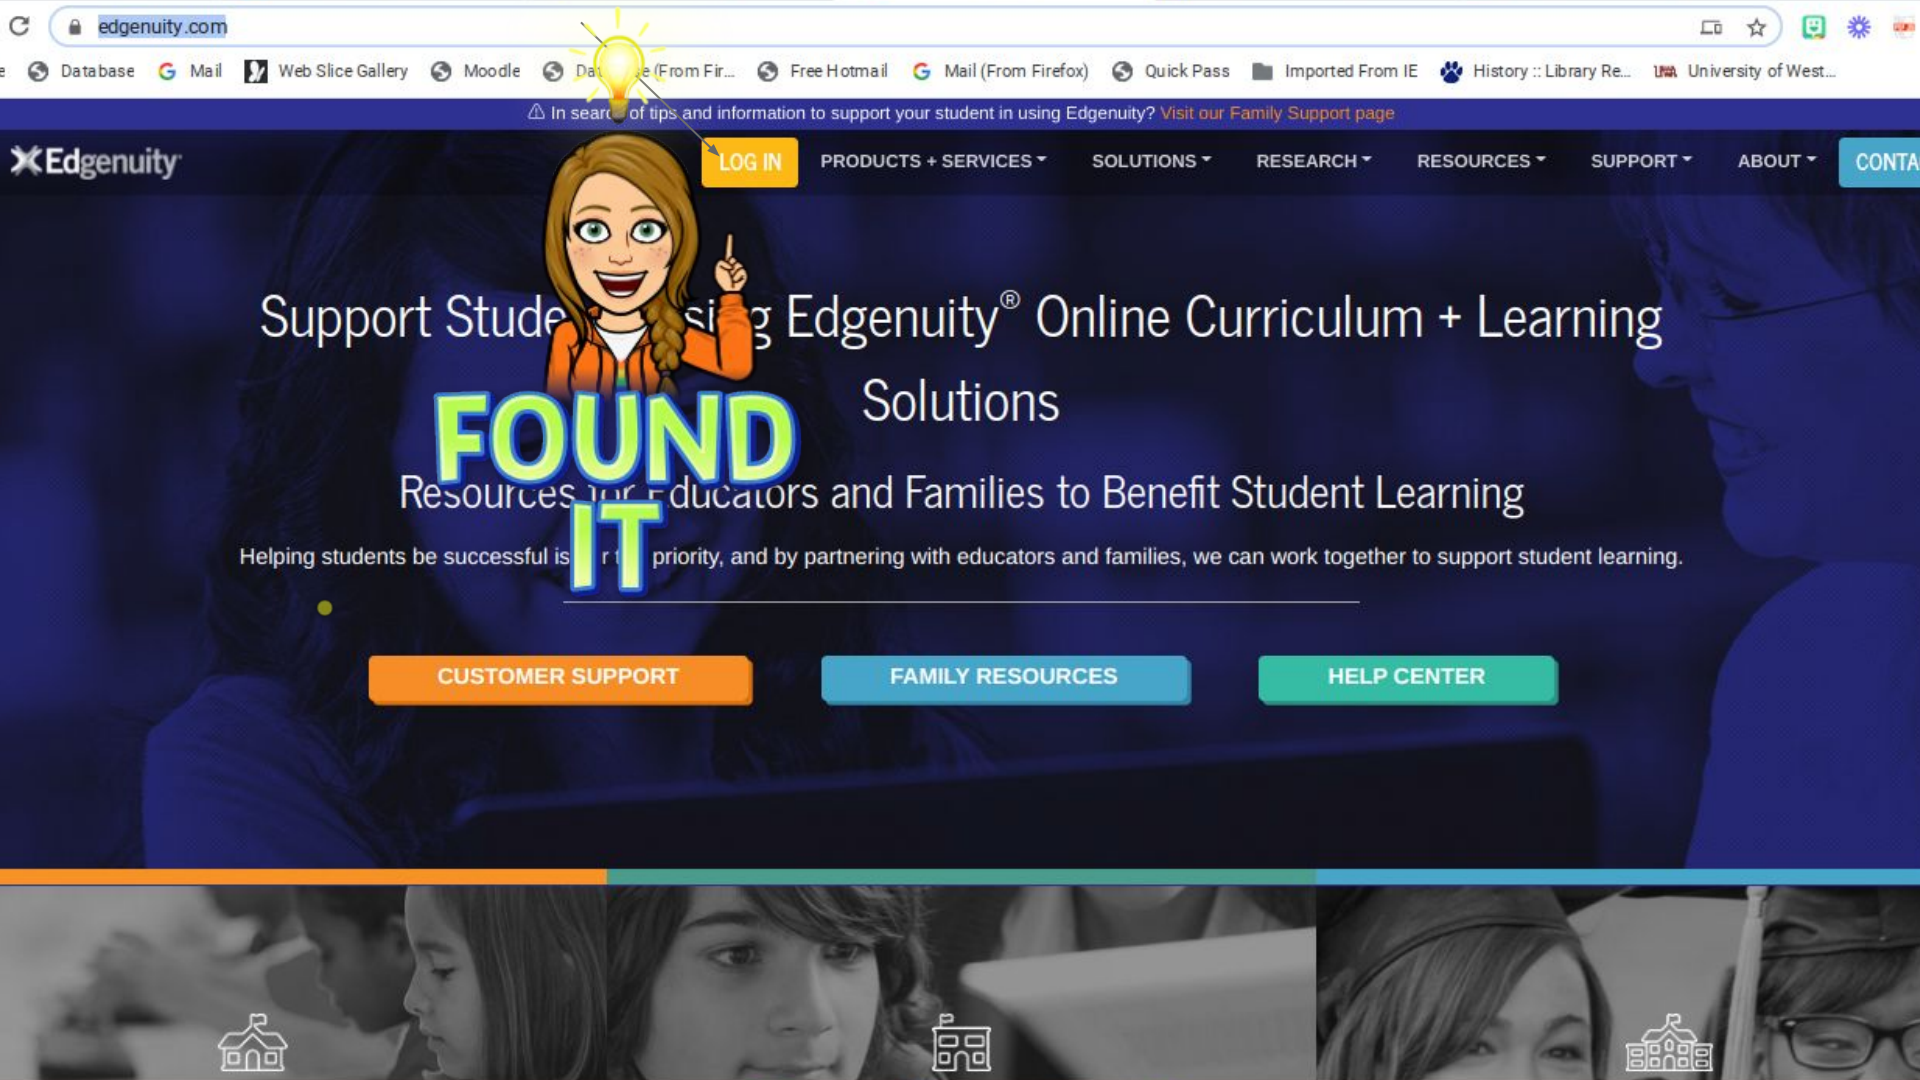 edgenuity.com
Database Mail Web Slice Gallery Moodle (From Fir... Free Hotmail Mail (From Firefox) Quick Pass Imported From IE History :: Library Re... University of West...
In search of tips and information to support your student in using Edgenuity? Visit our Family Support page
Edgenuity
LOG IN PRODUCTS + SERVICES SOLUTIONS RESEARCH RESOURCES SUPPORT ABOUT CONTA
Support Stude Edgenuity® Online Curriculum + Learning
Solutions
FOUND
IT
Resources for Educators and Families to Benefit Student Learning
Helping students be successful is priority, and by partnering with educators and families, we can work together to support student learning.
CUSTOMER SUPPORT FAMILY RESOURCES HELP CENTER